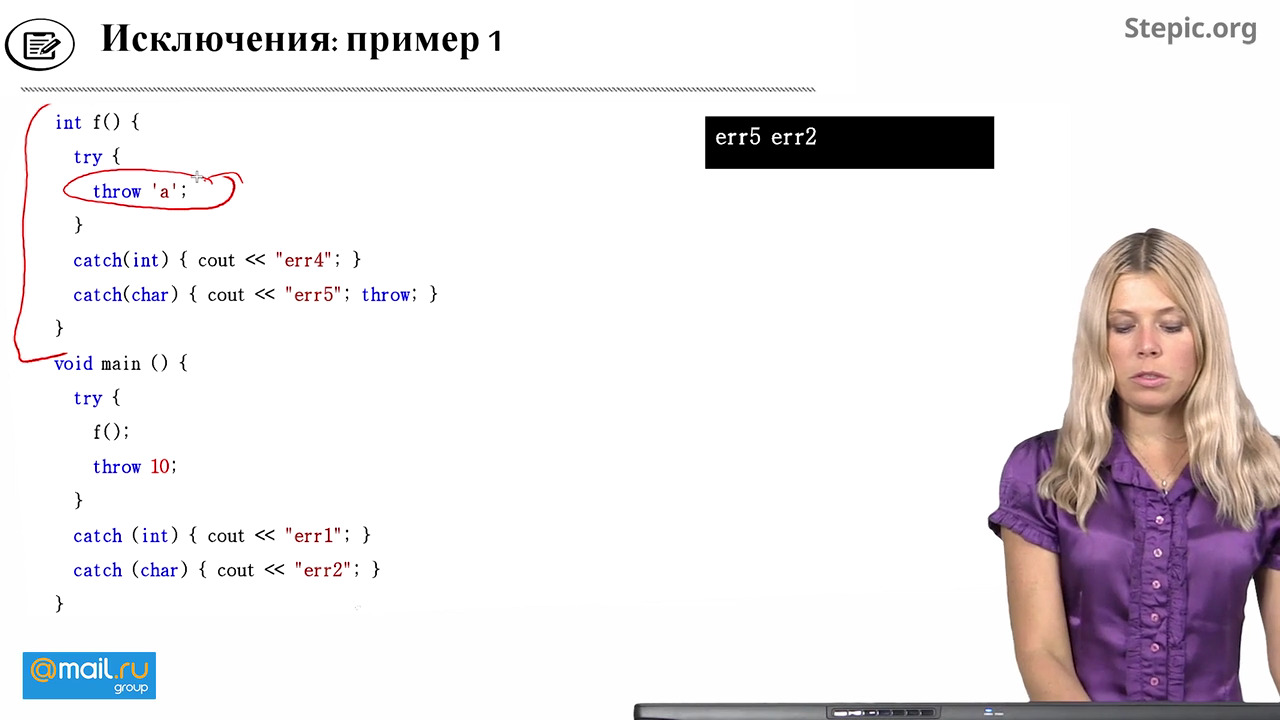 Исключения: пример 1
Stepic.org
int f() {
try {
throw 'a';
}
catch(int) { cout << "err4"; }
catch(char) { cout << "err5"; throw; }
}
void main () {
try {
f();
throw 10;
}
catch (int) { cout << "err1"; }
catch (char) { cout << "err2"; }
}
err5 err2
@mail.ru
group